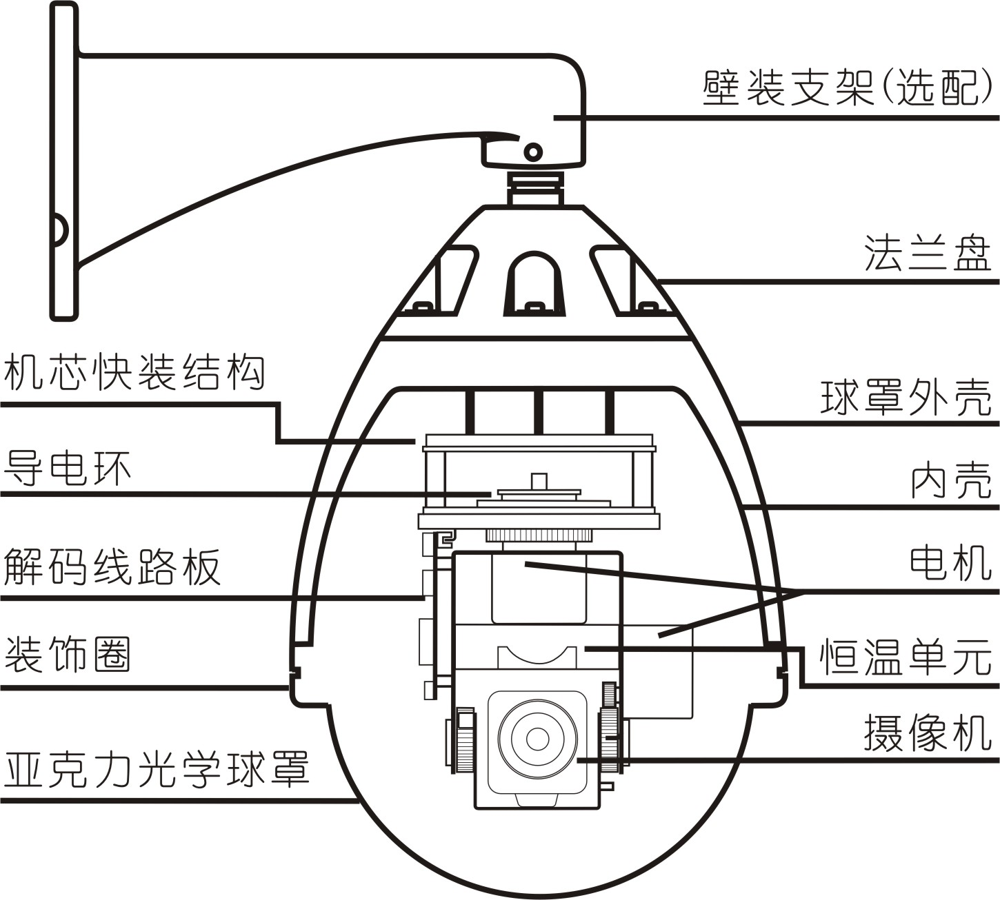 壁装支架(选配)
法兰盘
机芯快装结构
球罩外壳
导电环
内壳
解码线路板
电机
装饰圈
恒温单元
摄像机
亚克力光学球罩